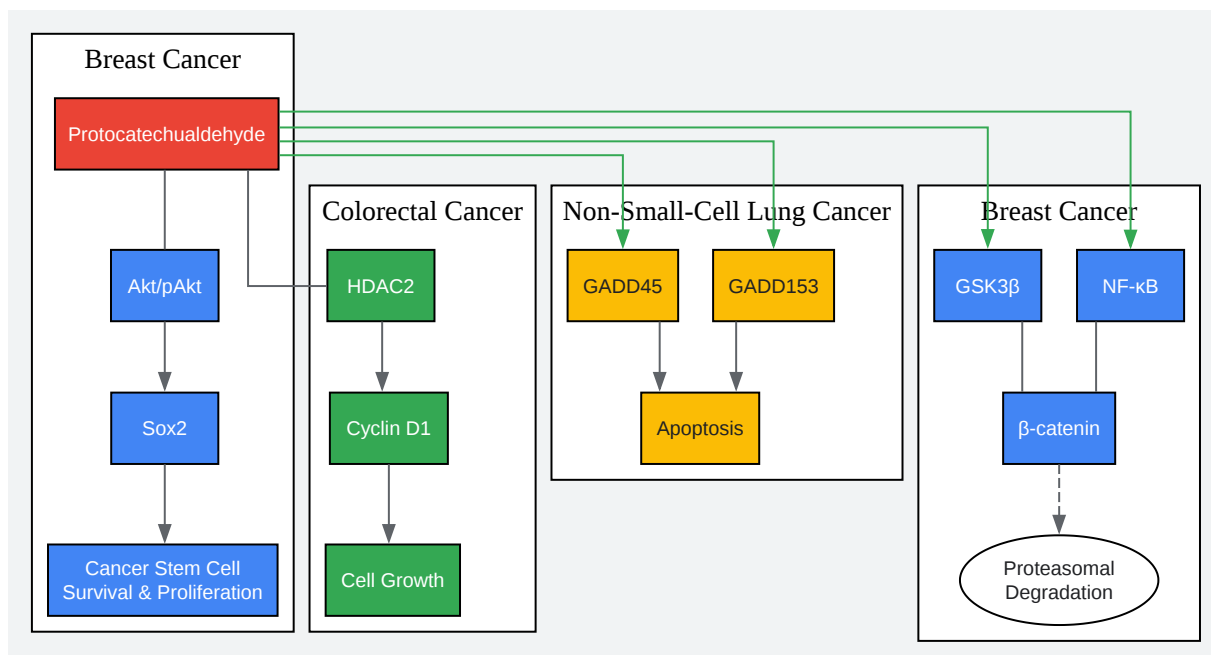 Breast Cancer
Protocatechualdehyde
Akt/pAkt
Sox2
Cancer Stem Cell
Survival & Proliferation
Colorectal Cancer
HDAC2
Cyclin D1
Cell Growth
Non-Small-Cell Lung Cancer
GADD45
GADD153
Apoptosis
Breast Cancer
GSK3β
NF-κB
β-catenin
Proteasomal
Degradation